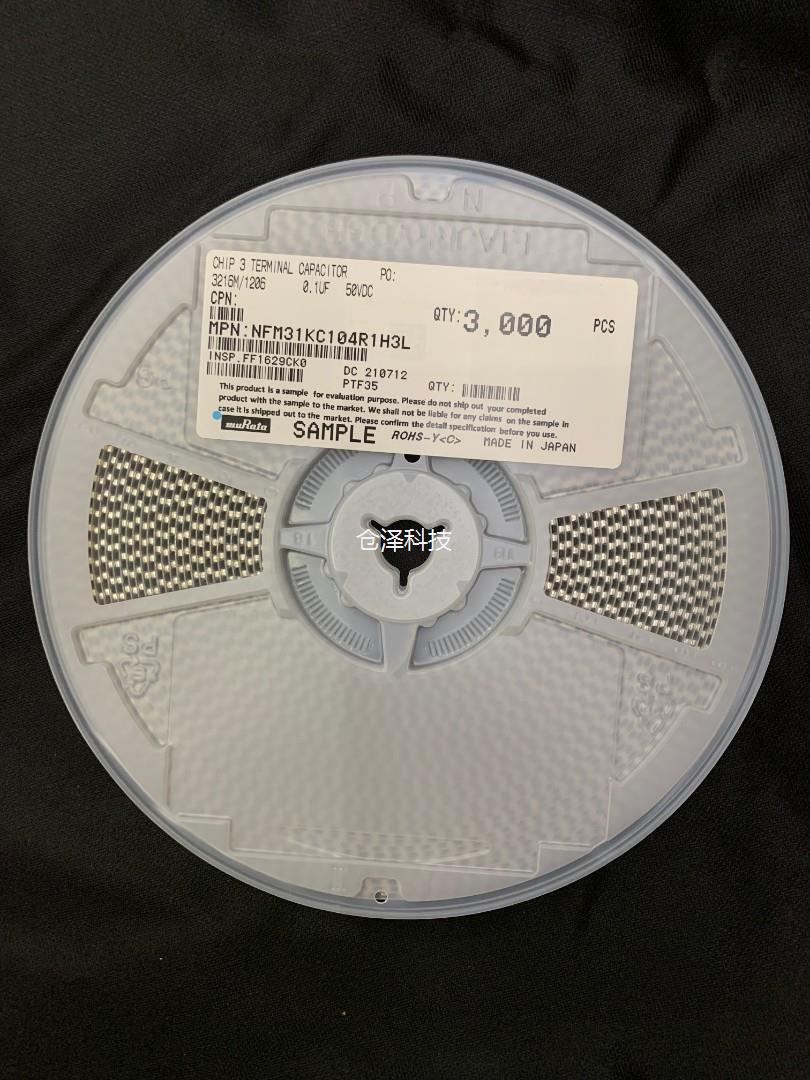 CHIP 3 TERMINAL CAPACITOR PO:
3216M/1206 0.1UF 50VDC
CPN:
QTY:3,000 PCS
MPN:NFM31KC104R1H3L
INSP.FF1629CK0
DC 210712
PTF35 QTY:
This product is a sample for evaluation purpose. Please do not ship out your completed
product with the sample to the market. We shall not be liable for any claims on the sample in
case it is shipped out to the market. Please confirm the detail specification before you use.
muRata SAMPLE ROHS-Y<C> MADE IN JAPAN
18 18
仓泽科技
PS